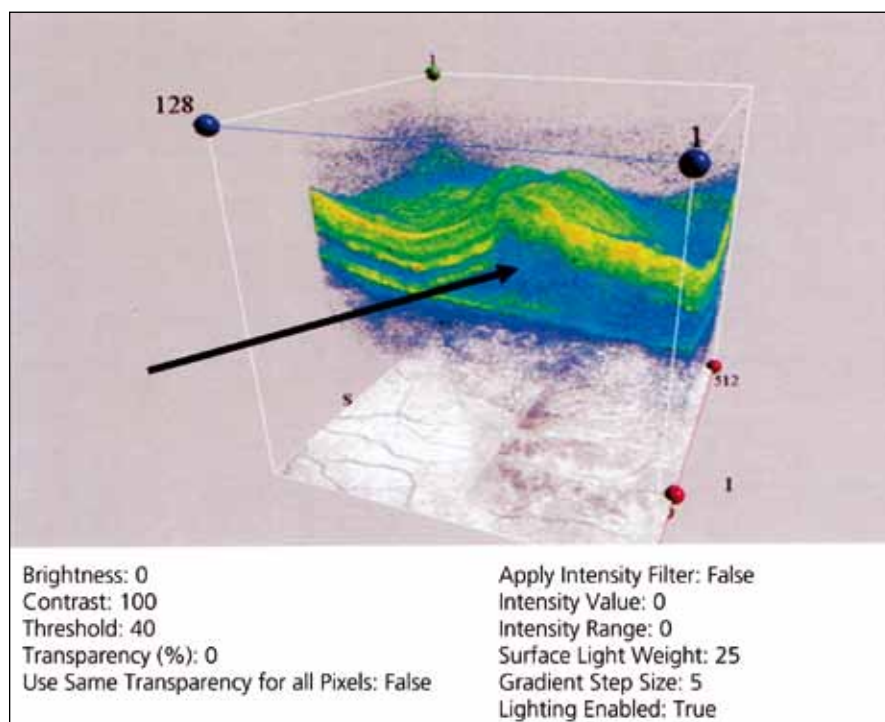 1
128
1
512
S
1
Brightness: 0
Contrast: 100
Threshold: 40
Transparency (%): 0
Use Same Transparency for all Pixels: False
Apply Intensity Filter: False
Intensity Value: 0
Intensity Range: 0
Surface Light Weight: 25
Gradient Step Size: 5
Lighting Enabled: True